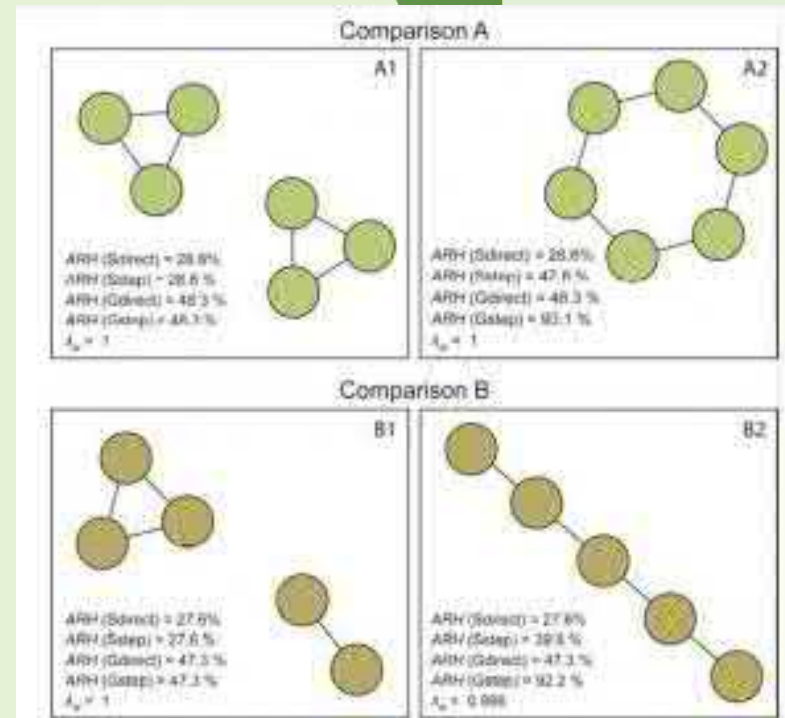 Comparison A
A1
ARH (Sdirect) = 28.6%
ARH (Sstep) = 28.6 %
ARH (Gdirect) = 48.3 %
ARH (Gstep) = 48.3 %
= 1
A2
ARH (Sdirect) = 28.6%
ARH (Sstep) = 47.6 %
ARH (Gdirect) = 48.3 %
ARH (Gstep) = 93.1 %
= 1
Comparison B
B1
ARH (Sdirect) = 27.6%
ARH (Sstep) = 27.6 %
ARH (Gdirect) = 47.3 %
ARH (Gstep) = 47.3 %
= 1
B2
ARH (Sdirect) = 27.6%
ARH (Sstep) =
ARH (Gdirect) = 47.3 %
ARH (Gstep) = 92.2 %